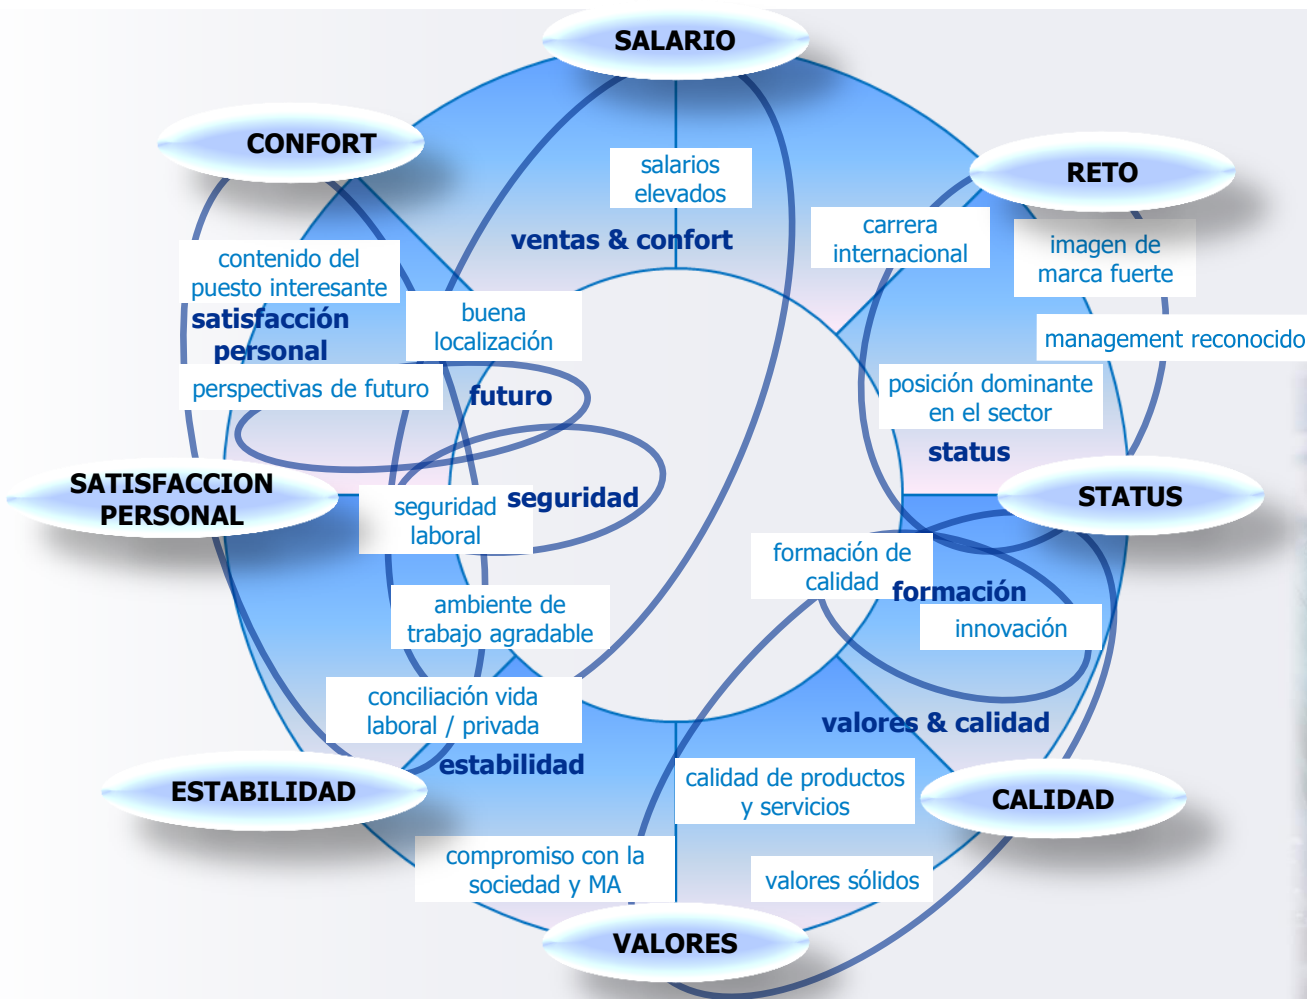 SALARIO
CONFORT
RETO
salarios
elevados
carrera
internacional
imagen de
marca fuerte
ventas & confort
contenido del
puesto interesante
satisfacción
personal
buena
localización
management reconocido
perspectivas de futuro
futuro
posición dominante
en el sector
status
SATISFACCION
PERSONAL
seguridad
laboral
seguridad
STATUS
formación de
calidad
formación
innovación
ambiente de
trabajo agradable
conciliación vida
laboral / privada
valores & calidad
estabilidad
ESTABILIDAD
calidad de productos
y servicios
CALIDAD
compromiso con la
sociedad y MA
valores sólidos
VALORES